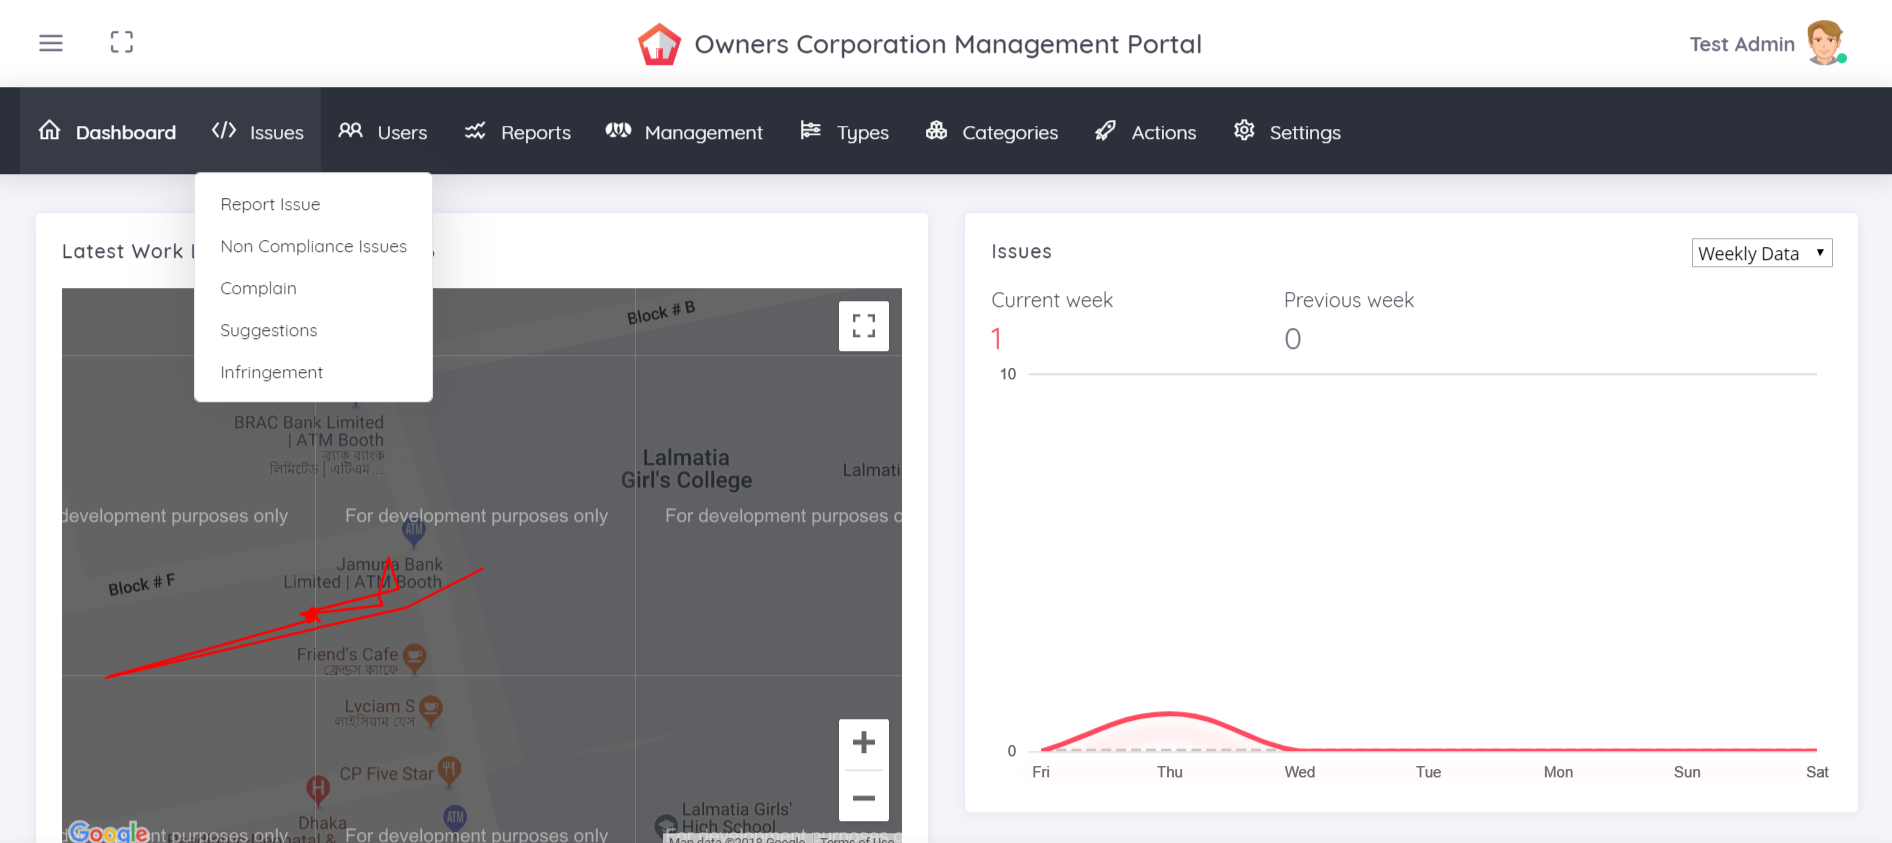 Owners Corporation Management Portal
Test Admin
Dashboard
Issues
Users
Reports
Management
Types
Categories
Actions
Settings
Report Issue
Non Compliance Issues
Complain
Suggestions
Infringement
Latest Work
Block # B
BRAC Bank Limited
| ATM Booth
ব্র্যাক ব্যাংক
লিমিটেড | এটিএম...
Lalmatia
Girl's College
Lalmati
development purposes only
For development purposes only
For development purposes
ATM
Jamuna Bank
Limited | ATM Booth
Block # F
Friend's Cafe
ফ্রেন্ডস ক্যাফে
Lyciam S
লাইসিয়াম যেস
CP Five Star
H
ATM
Dhaka
Lalmatia Girls'
High School
Google
purposes only
For development purposes only
For development purposes
Map data ©2018 Google
Terms of Use
Issues
Weekly Data
Current week
Previous week
1
0
10
0
Fri
Thu
Wed
Tue
Mon
Sun
Sat